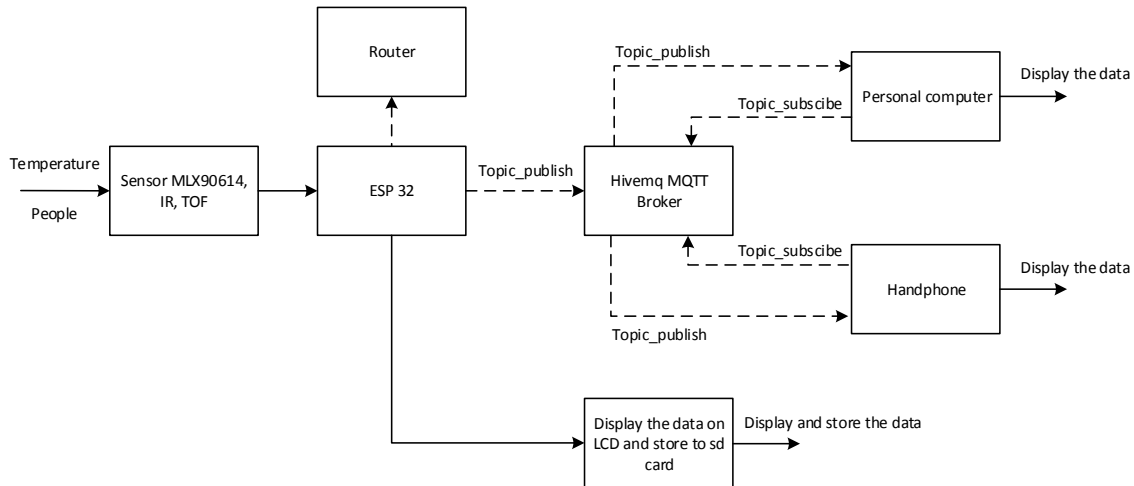 Router
Topic_publish
Personal computer
Display the data
Topic_subscibe
Temperature
People
Sensor MLX90614,
IR, TOF
ESP 32
Topic_publish
Hivemq MQTT
Broker
Topic_subscibe
Handphone
Display the data
Topic_publish
Display the data on
LCD and store to sd
card
Display and store the data